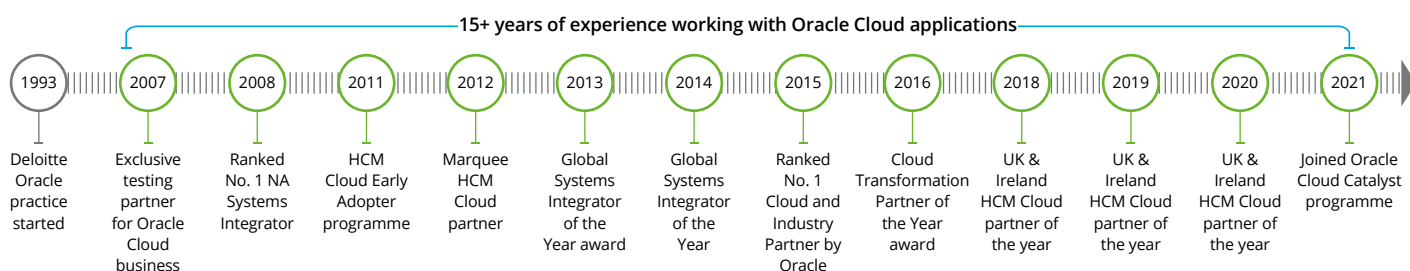 15+ years of experience working with Oracle Cloud applications
1993
2007
2008
2011
2012
2013
2014
2015
2016
2018
2019
2020
2021
Deloitte
Oracle
practice
started
Exclusive
testing
partner
for Oracle
Cloud
business
Ranked
No. 1 NA
Systems
Integrator
HCM
Cloud Early
Adopter
programme
Marquee
HCM
Cloud
partner
Global
Systems
Integrator
of the
Year award
Global
Systems
Integrator
of the
Year
Ranked
No. 1
Cloud and
Industry
Partner by
Oracle
Cloud
Transformation
Partner of
the Year
award
UK &
Ireland
HCM Cloud
partner of
the year
UK &
Ireland
HCM Cloud
partner of
the year
UK &
Ireland
HCM Cloud
partner of
the year
Joined Oracle
Cloud Catalyst
programme